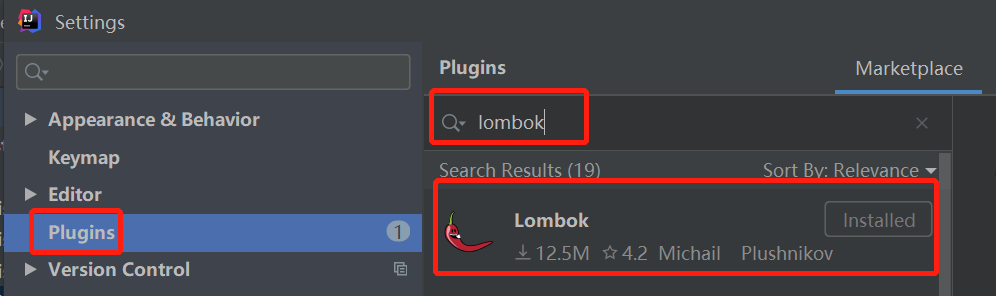 IJ
Settings
Plugins
Marketplace
lombok
Appearance & Behavior
Keymap
Search Results (19)
Sort By: Relevance
Editor
Lombok
Installed
Plugins
1
12.5M
4.2
Michail Plushnikov
Version Control